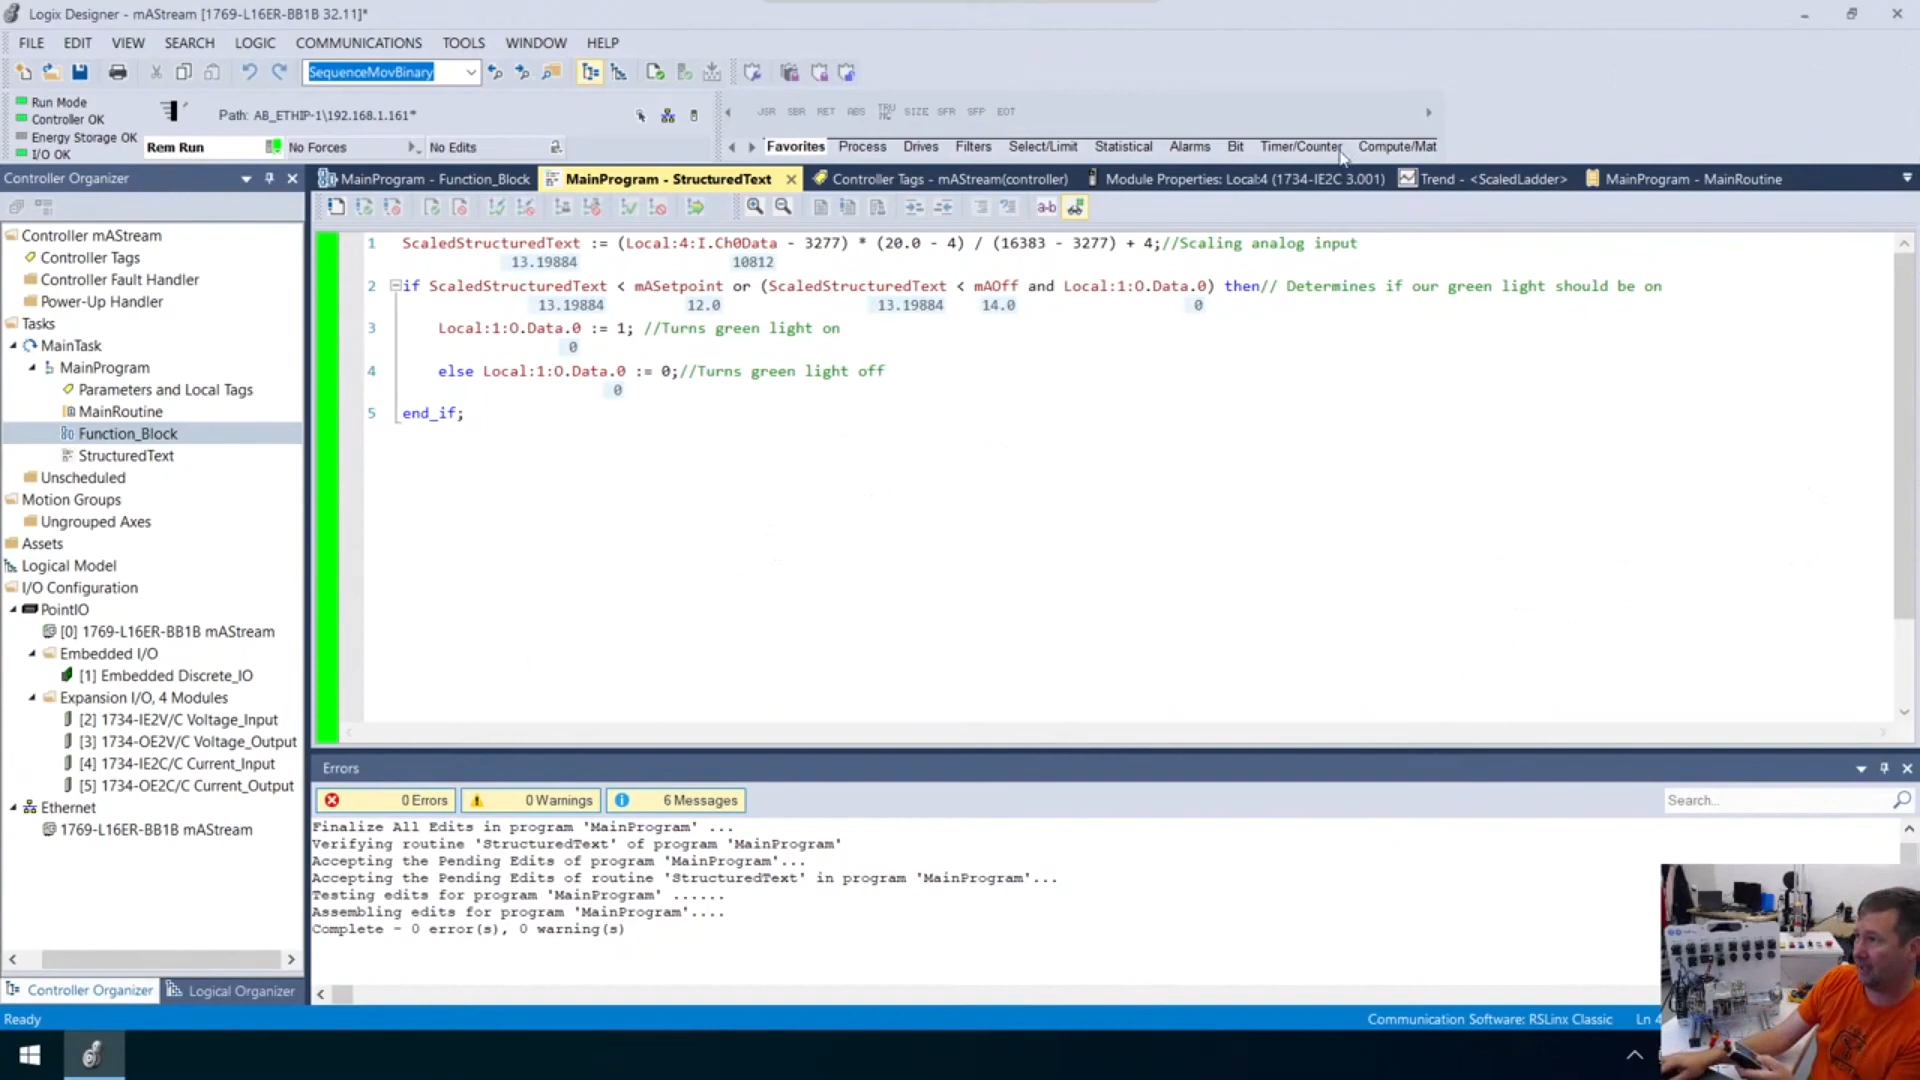 Logix Designer - mAStream [1769-L16ER-BB1B 32.11]*
FILE EDIT VIEW SEARCH LOGIC COMMUNICATIONS TOOLS WINDOW HELP
SequenceMovBinary
Run Mode
Controller OK
Energy Storage OK
I/O OK
Path: AB_ETHIP-1\192.168.1.161*
Rem Run No Forces No Edits
JSR SBR RET ABS SIZE SFR SFP EOT
Favorites Process Drives Filters Select/Limit Statistical Alarms Bit Timer/Counter Compute/Mat
Controller Organizer
MainProgram - Function_Block MainProgram - StructuredText Controller Tags - mAStream(controller) Module Properties: Local:4 (1734-IE2C 3.001) Trend - <ScaledLadder> MainProgram - MainRoutine
Controller mAStream
Controller Tags
Controller Fault Handler
Power-Up Handler
Tasks
MainTask
MainProgram
Parameters and Local Tags
MainRoutine
Function_Block
StructuredText
Unscheduled
Motion Groups
Ungrouped Axes
Assets
Logical Model
I/O Configuration
PointIO
[0] 1769-L16ER-BB1B mAStream
Embedded I/O
[1] Embedded Discrete_IO
Expansion I/O, 4 Modules
[2] 1734-IE2V/C Voltage_Input
[3] 1734-OE2V/C Voltage_Output
[4] 1734-IE2C/C Current_Input
[5] 1734-OE2C/C Current_Output
Ethernet
1769-L16ER-BB1B mAStream
Controller Organizer Logical Organizer
a-b
1 ScaledStructuredText := (Local:4:I.Ch0Data - 3277) * (20.0 - 4) / (16383 - 3277) + 4;//Scaling analog input
13.19884 10812
2 if ScaledStructuredText < mASetpoint or (ScaledStructuredText < mAOff and Local:1:O.Data.0) then// Determines if our green light should be on
13.19884 12.0 13.19884 14.0 0
3 Local:1:O.Data.0 := 1; //Turns green light on
0
4 else Local:1:O.Data.0 := 0;//Turns green light off
0
5 end_if;
Errors
0 Errors 0 Warnings 6 Messages
Search...
Finalize All Edits in program 'MainProgram' ...
Verifying routine 'StructuredText' of program 'MainProgram'
Accepting the Pending Edits of program 'MainProgram'...
Accepting the Pending Edits of routine 'StructuredText' in program 'MainProgram'...
Testing edits for program 'MainProgram' ......
Assembling edits for program 'MainProgram'....
Complete - 0 error(s), 0 warning(s)
Ready
Communication Software: RSLinx Classic
Ln 4